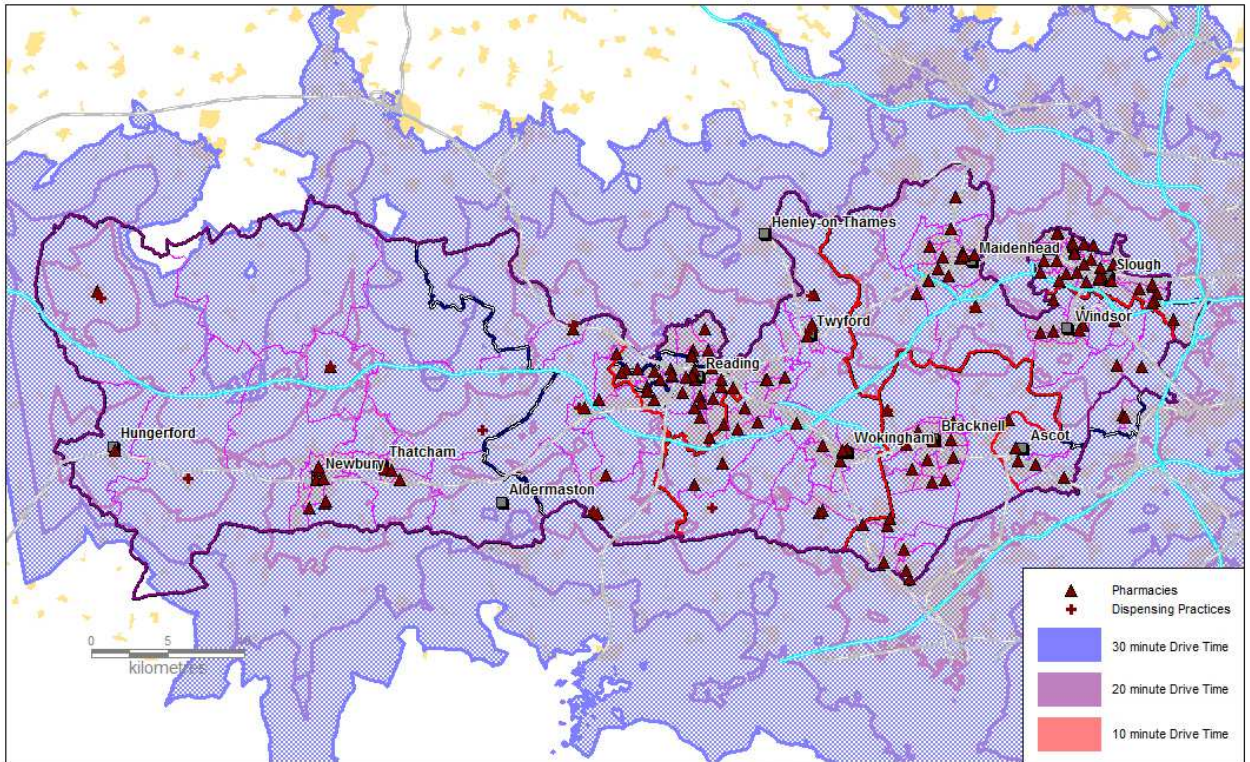 Henley-on-Thames
Maidenhead
Slough
Windsor
Twyford
Reading
Hungerford
Newbury
Thatcham
Aldermaston
Wokingham
Bracknell
Ascot
0 5
kilometres
Pharmacies
Dispensing Practices
30 minute Drive Time
20 minute Drive Time
10 minute Drive Time